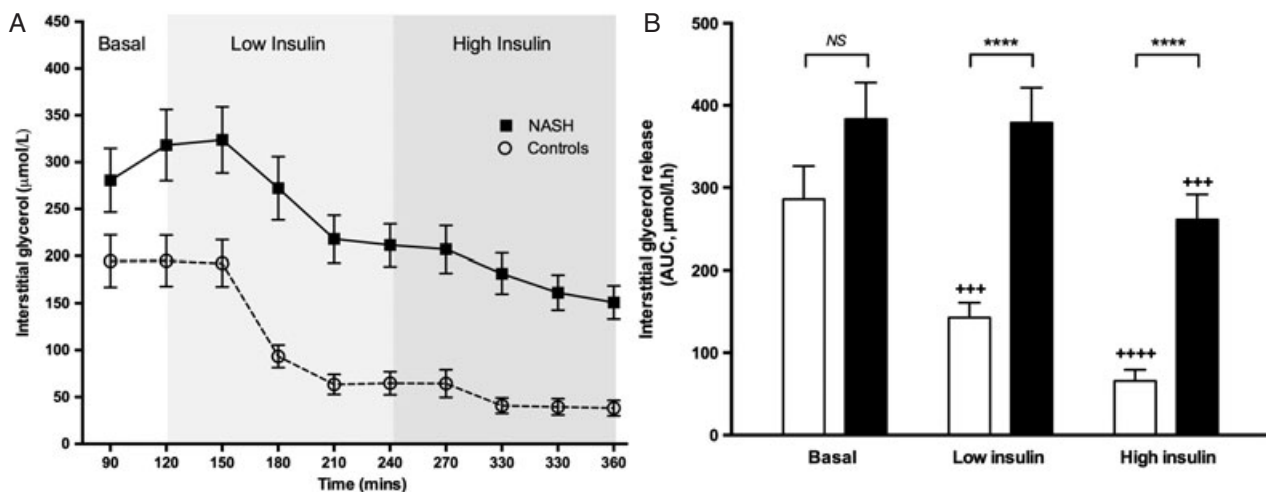 A
Basal
Low Insulin
High Insulin
Interstitial glycerol (μmol/L)
450
400
350
300
250
200
150
100
50
0
NASH
Controls
90 120 150 180 210 240 270 330 330 360
Time (mins)
B
Interstitial glycerol release
(AUC, μmol/l.h)
500
400
300
200
100
0
NS
****
****
+++
++++
+++
Basal
Low insulin
High insulin